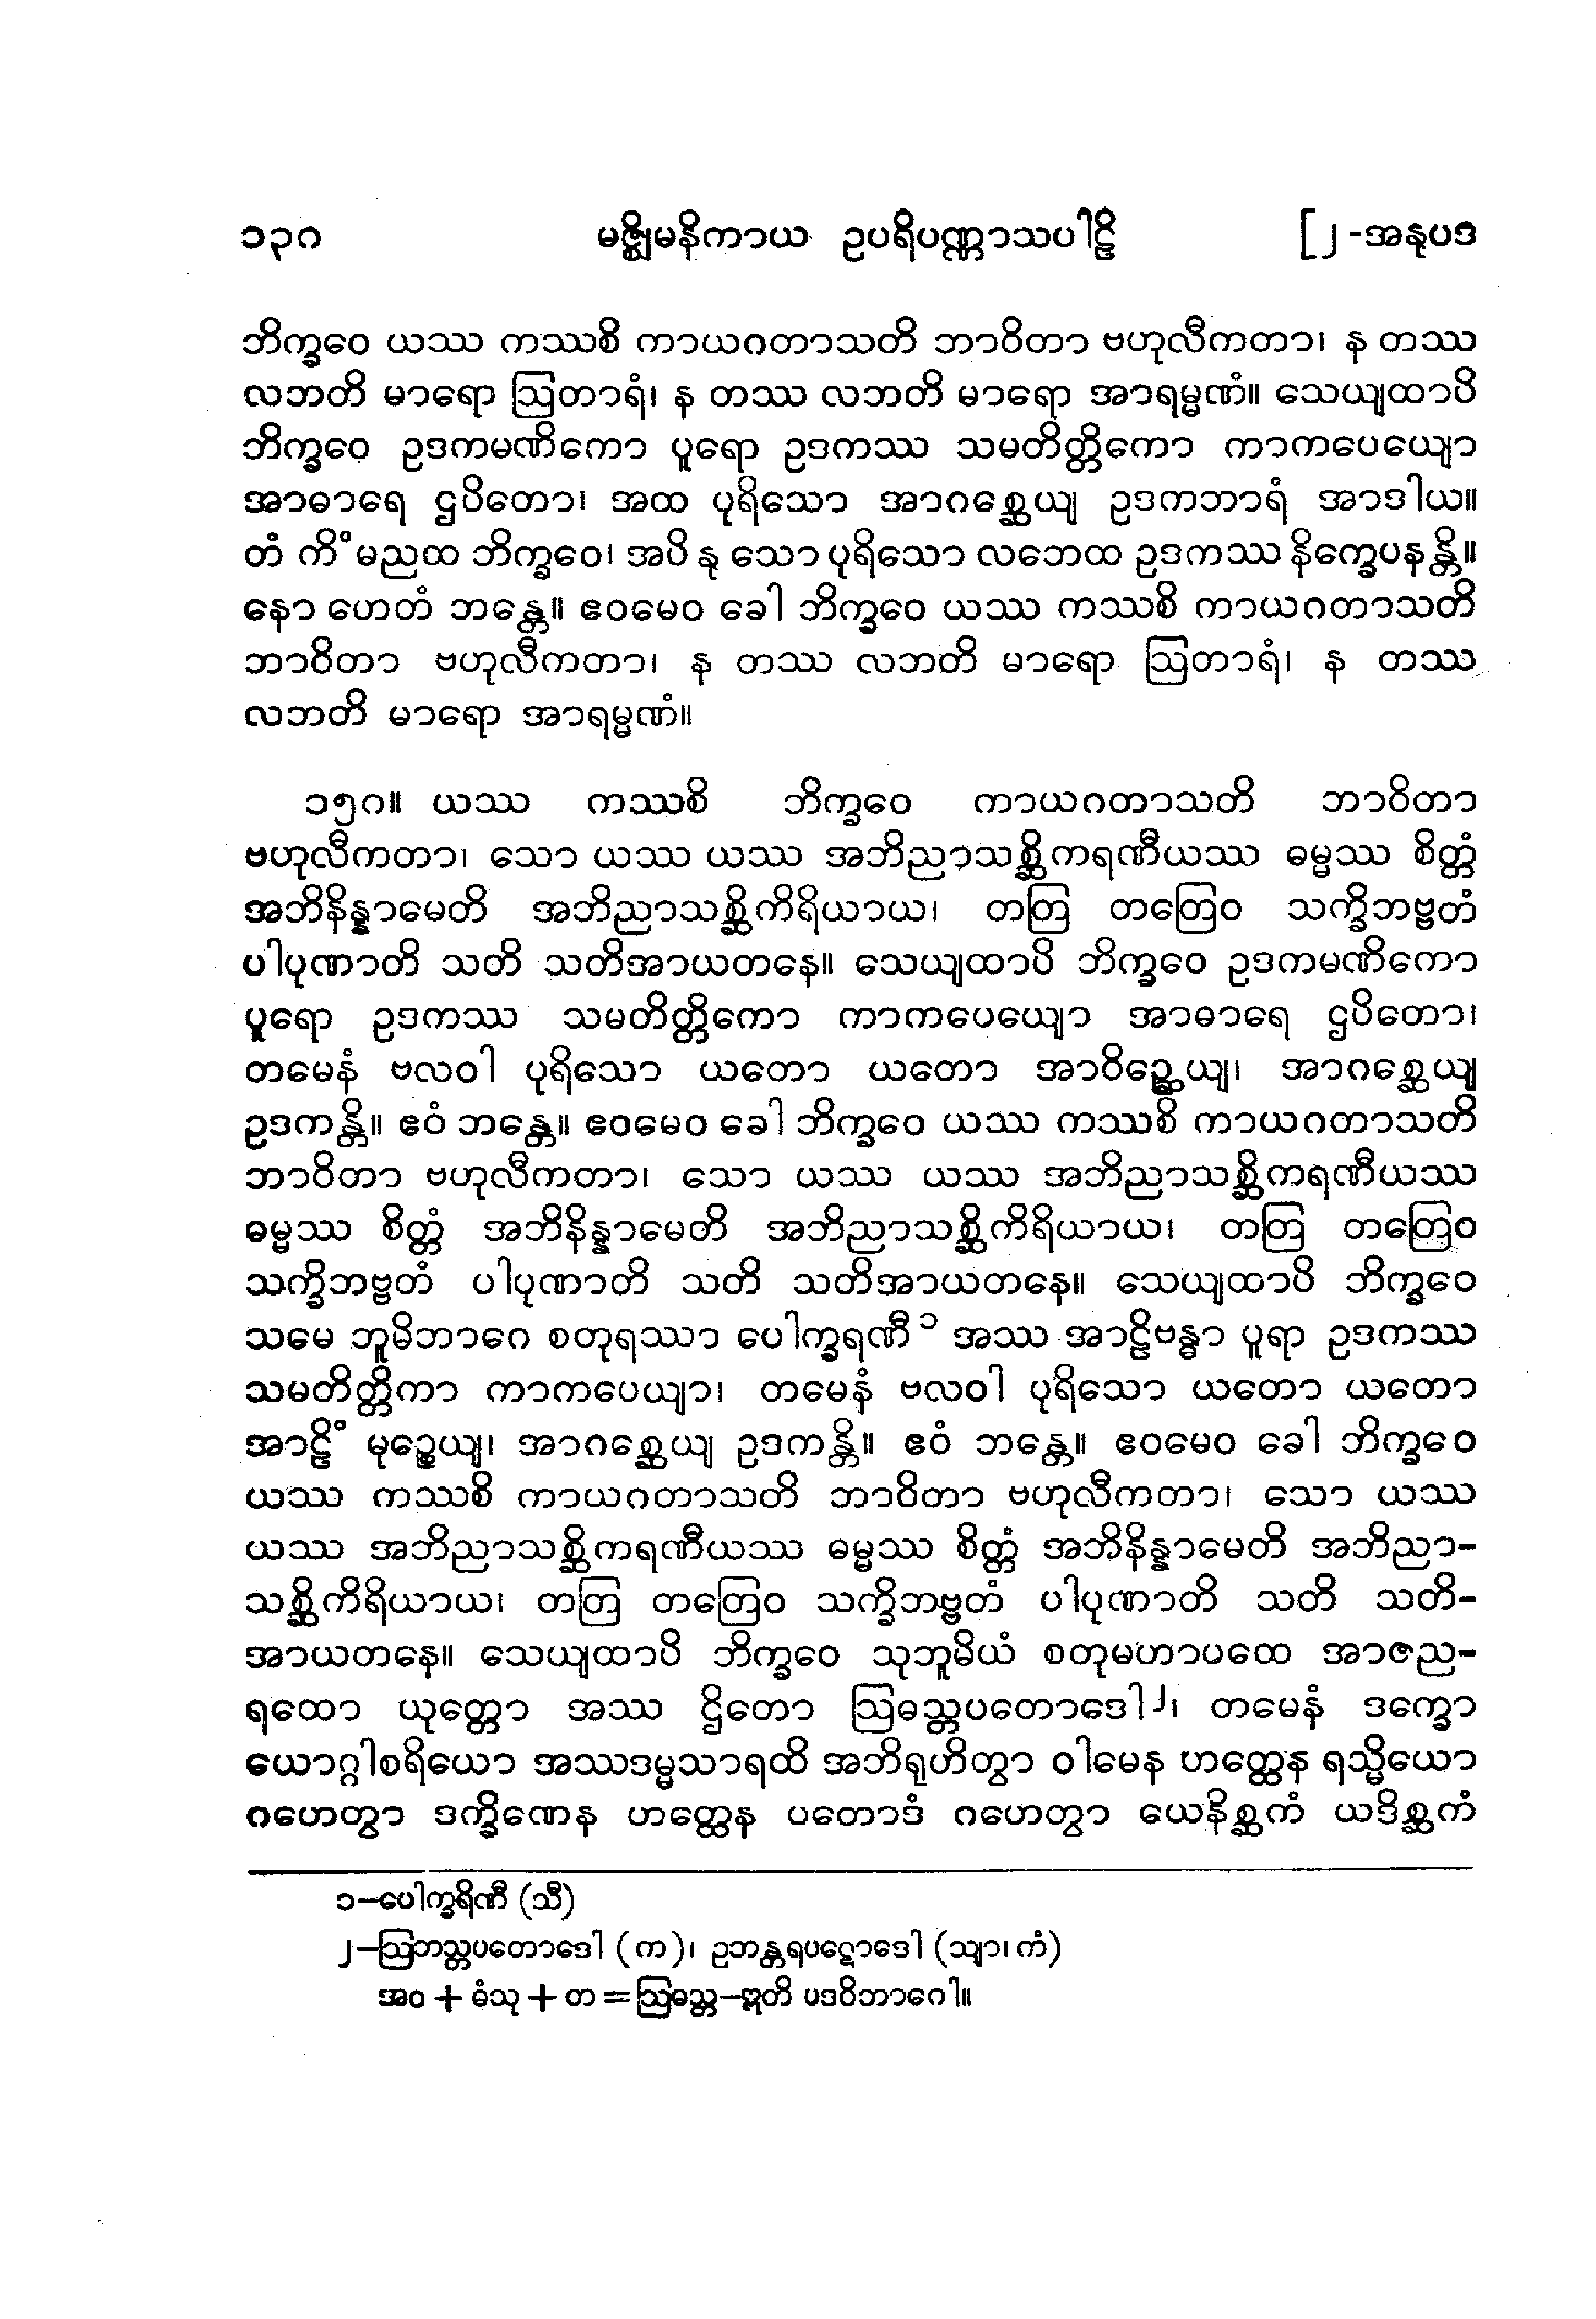 ၁၃၈ မဇ္ဈိမနိကာယ ဥပရိပဏ္ဏာသပါဠိ [၂-အနုပဒ
ဘိက္ခဝေ ယဿ ကဿစိ ကာယဂတာသတိ ဘာဝိတာ ဗဟုလီကတာ၊ န တဿ
လဘတိ မာရော ဩတာရံ၊ န တဿ လဘတိ မာရော အာရမ္မဏံ။ သေယျထာပိ
ဘိက္ခဝေ ဥဒကမဏိကော ပူရော ဥဒကဿ သမတိတ္တိကော ကာကပေယျော
အာဓာရေ ဌပိတော၊ အထ ပုရိသော အာဂစ္ဆေယျ ဥဒကဘာရံ အာဒါယ။
တံ ကိံ မညထ ဘိက္ခဝေ၊ အပိ နု သော ပုရိသော လဘေထ ဥဒကဿ နိက္ခေပနန္တိ။
နော ဟေတံ ဘန္တေ။ ဧဝမေဝ ခေါ ဘိက္ခဝေ ယဿ ကဿစိ ကာယဂတာသတိ
ဘာဝိတာ ဗဟုလီကတာ၊ န တဿ လဘတိ မာရော ဩတာရံ၊ န တဿ
လဘတိ မာရော အာရမ္မဏံ။
၁၅၈။ ယဿ ကဿစိ ဘိက္ခဝေ ကာယဂတာသတိ ဘာဝိတာ
ဗဟုလီကတာ၊ သော ယဿ ယဿ အဘိညာသစ္ဆိကရဏီယဿ ဓမ္မဿ စိတ္တံ
အဘိနိန္နာမေတိ အဘိညာသစ္ဆိကိရိယာယ၊ တတြ တတြေဝ သက္ခိဘဗ္ဗတံ
ပါပုဏာတိ သတိ သတိအာယတနေ။ သေယျထာပိ ဘိက္ခဝေ ဥဒကမဏိကော
ပူရော ဥဒကဿ သမတိတ္တိကော ကာကပေယျော အာဓာရေ ဌပိတော၊
တမေနံ ဗလဝါ ပုရိသော ယတော ယတော အာဝိဉ္ဆေယျ၊ အာဂစ္ဆေယျ
ဥဒကန္တိ။ ဧဝံ ဘန္တေ။ ဧဝမေဝ ခေါ ဘိက္ခဝေ ယဿ ကဿစိ ကာယဂတာသတိ
ဘာဝိတာ ဗဟုလီကတာ၊ သော ယဿ ယဿ အဘိညာသစ္ဆိကရဏီယဿ
ဓမ္မဿ စိတ္တံ အဘိနိန္နာမေတိ အဘိညာသစ္ဆိကိရိယာယ၊ တတြ တတြေဝ
သက္ခိဘဗ္ဗတံ ပါပုဏာတိ သတိ သတိအာယတနေ။ သေယျထာပိ ဘိက္ခဝေ
သမေ ဘူမိဘာဂေ စတုရဿာ ပေါက္ခရဏီ ၁ အဿ အာဠိဗန္ဓာ ပူရာ ဥဒကဿ
သမတိတ္တိကာ ကာကပေယျာ၊ တမေနံ ဗလဝါ ပုရိသော ယတော ယတော
အာဠိံ မုဉ္စေယျ၊ အာဂစ္ဆေယျ ဥဒကန္တိ။ ဧဝံ ဘန္တေ။ ဧဝမေဝ ခေါ ဘိက္ခဝေ
ယဿ ကဿစိ ကာယဂတာသတိ ဘာဝိတာ ဗဟုလီကတာ၊ သော ယဿ
ယဿ အဘိညာသစ္ဆိကရဏီယဿ ဓမ္မဿ စိတ္တံ အဘိနိန္နာမေတိ အဘိညာ-
သစ္ဆိကိရိယာယ၊ တတြ တတြေဝ သက္ခိဘဗ္ဗတံ ပါပုဏာတိ သတိ သတိ-
အာယတနေ။ သေယျထာပိ ဘိက္ခဝေ သုဘူမိယံ စတုမဟာပထေ အာဇည-
ရထော ယုတ္တော အဿ ဌိတော ဩဓသ္တပတောဒေါ ၂၊ တမေနံ ဒက္ခော
ယောဂ္ဂါစရိယော အဿဒမ္မသာရထိ အဘိရုဟိတွာ ဝါမေန ဟတ္ထေန ရသ္မိယော
ဂဟေတွာ ဒက္ခိဏေန ဟတ္ထေန ပတောဒံ ဂဟေတွာ ယေနိစ္ဆကံ ယဒိစ္ဆကံ
၁-ပေါက္ခရိဏီ (သီ)
၂-ဩဘသ္တပတောဒေါ (က)၊ ဥဘန္တရပဋောဒေါ (သျာ၊ ကံ)
အဝ + ဓံသု + တ = ဩဓသ္တ-ဣတိ ပဒဝိဘာဂေါ။